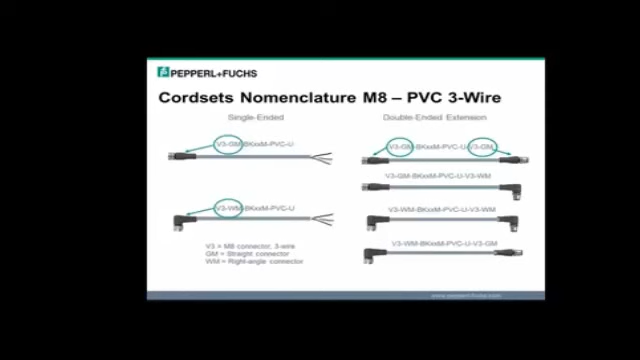 PEPPERL+FUCHS
Cordsets Nomenclature M8 – PVC 3-Wire
Single-Ended
Double-Ended Extension
V3-GM-BKxxM-PVC-U
V3-GM-BKxxM-PVC-U-V3-GM
V3-GM-BKxxM-PVC-U-V3-WM
V3-WM-BKxxM-PVC-U
V3-WM-BKxxM-PVC-U-V3-WM
V3-WM-BKxxM-PVC-U-V3-GM
V3 = M8 connector, 3-wire
GM = Straight connector
WM = Right-angle connector
www.pepperl-fuchs.com